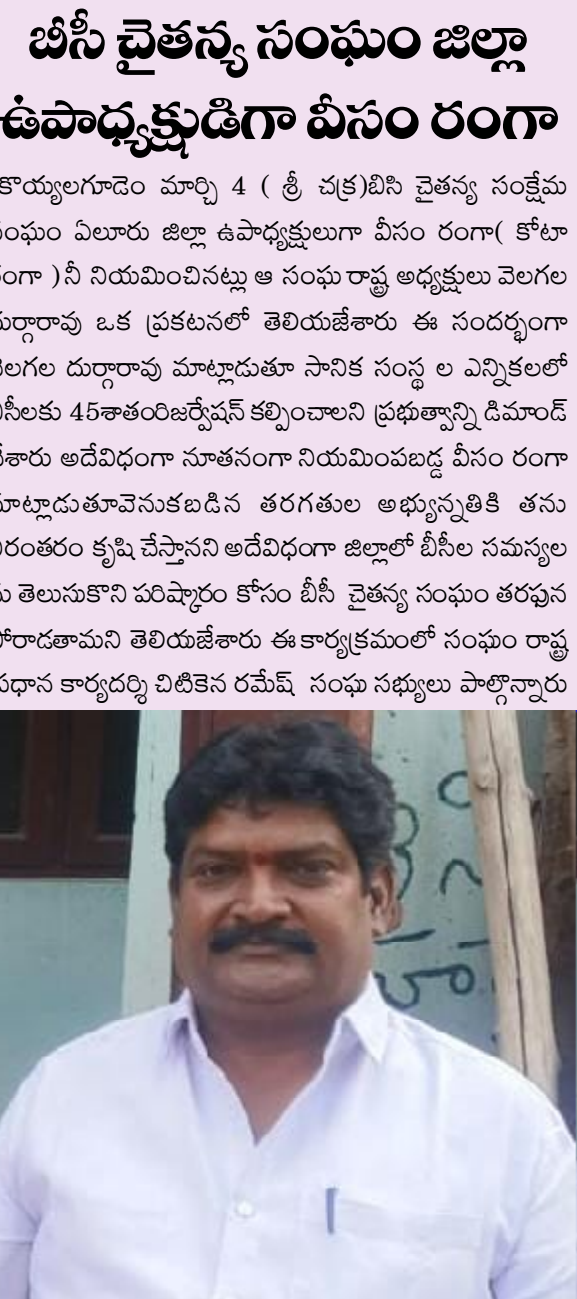 బీసీ చైతన్య సంఘం జిల్లా
ఉపాధ్యక్షుడిగా వీసం రంగా
కొయ్యలగూడెం మార్చి 4 ( శ్రీ చక్ర)బిసి చైతన్య సంక్షేమ
సంఘం ఏలూరు జిల్లా ఉపాధ్యక్షులుగా వీసం రంగా( కోటా
రంగా )నీ నియమించినట్లు ఆ సంఘ రాష్ట్ర అధ్యక్షులు వెలగల
దుర్గారావు ఒక ప్రకటనలో తెలియజేశారు ఈ సందర్భంగా
వెలగల దుర్గారావు మాట్లాడుతూ సానిక సంస్థ ల ఎన్నికలలో
బీసీలకు 45శాతంరిజర్వేషన్ కల్పించాలని ప్రభుత్వాన్ని డిమాండ్
చేశారు అదేవిధంగా నూతనంగా నియమింపబడ్డ వీసం రంగా
మాట్లాడుతూవెనుకబడిన తరగతుల అభ్యున్నతికి తను
నిరంతరం కృషి చేస్తానని అదేవిధంగా జిల్లాలో బీసీల సమస్యల
ను తెలుసుకొని పరిష్కారం కోసం బీసీ చైతన్య సంఘం తరఫున
పోరాడతామని తెలియజేశారు ఈ కార్యక్రమంలో సంఘం రాష్ట్ర
ప్రధాన కార్యదర్శి చిటికెన రమేష్ సంఘ సభ్యులు పాల్గొన్నారు